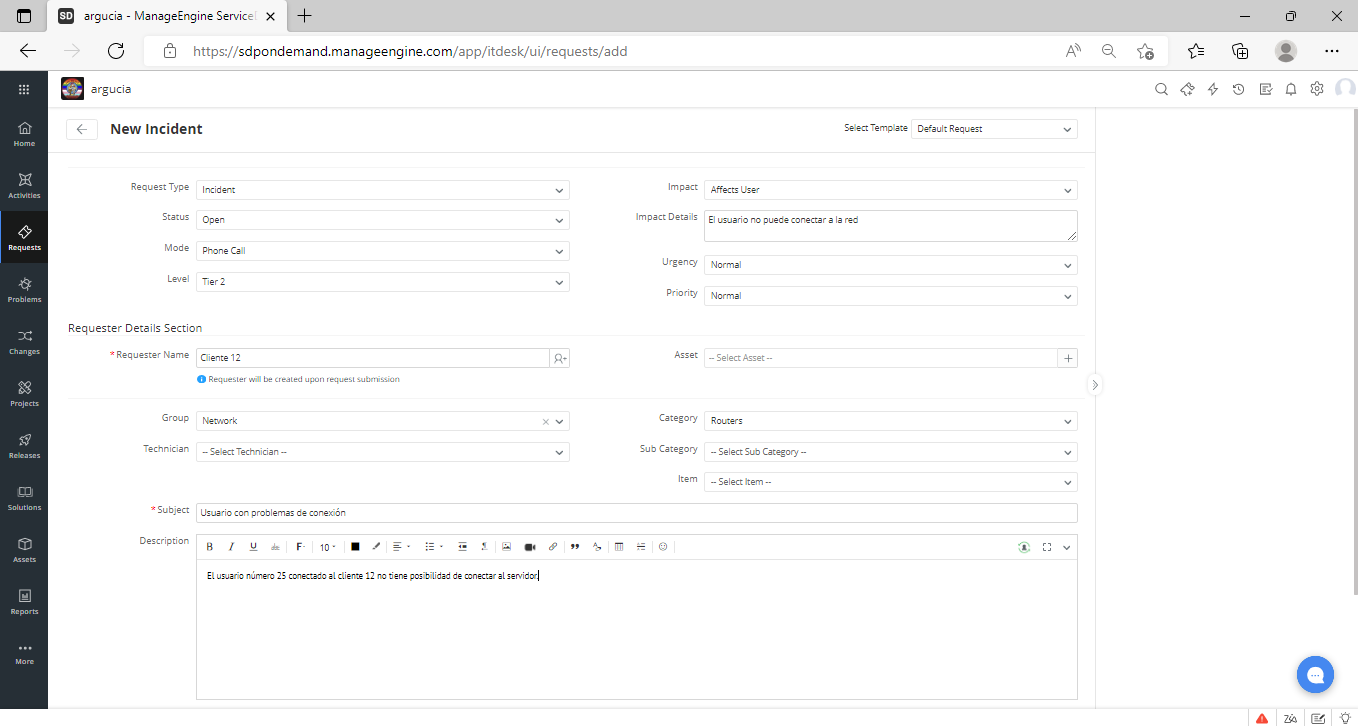 SD argucia - ManageEngine ServiceD
https://sdpondemand.manageengine.com/app/itdesk/ui/requests/add
argucia
Home
Activities
Requests
Problems
Changes
Projects
Releases
Solutions
Assets
Reports
More
New Incident
Select Template Default Request
Request Type Incident
Status Open
Mode Phone Call
Level Tier 2
Impact Affects User
Impact Details El usuario no puede conectar a la red
Urgency Normal
Priority Normal
Requester Details Section
* Requester Name Cliente 12
Requester will be created upon request submission
Asset -- Select Asset --
Group Network
Technician -- Select Technician --
Category Routers
Sub Category -- Select Sub Category --
Item -- Select Item --
* Subject Usuario con problemas de conexión
Description
B I U ab F 10
El usuario número 25 conectado al cliente 12 no tiene posibilidad de conectar al servidor.